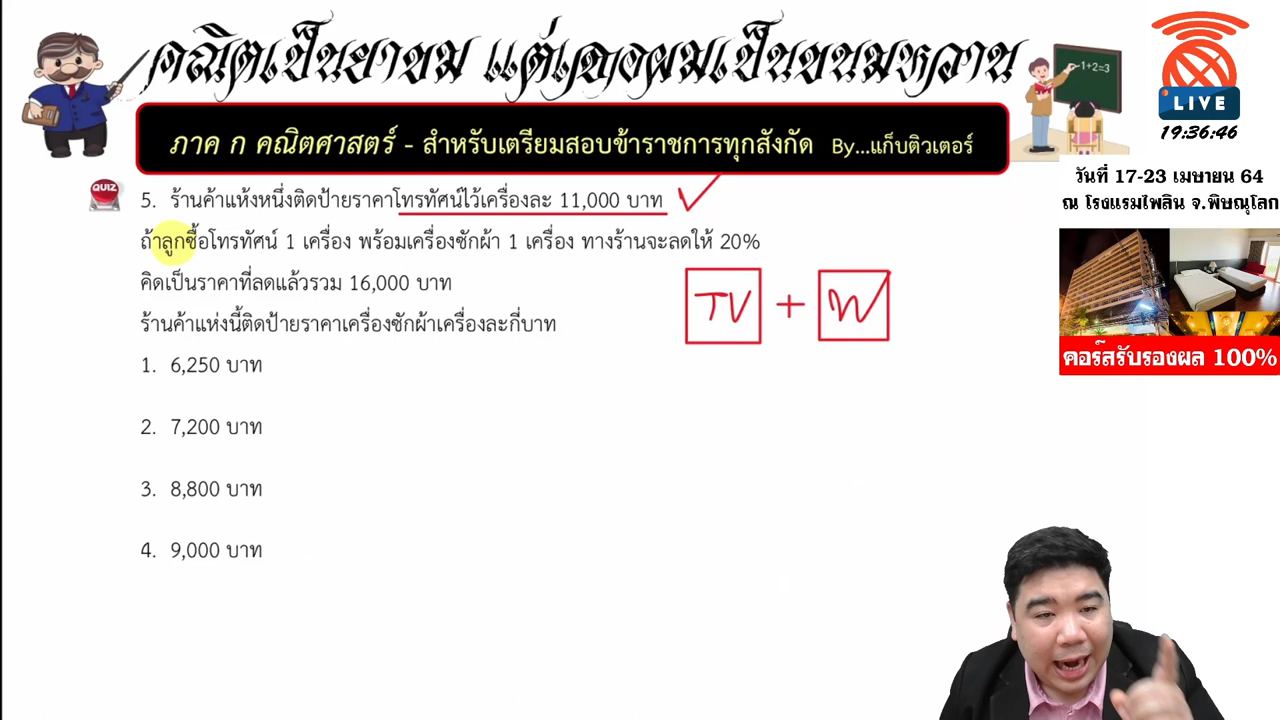 คณิตเป็นยาขม แต่เจอผมเป็นขนมหวาน
ภาค ก คณิตศาสตร์ - สำหรับเตรียมสอบข้าราชการทุกสังกัด By...แก็บติวเตอร์
-1+2=3
LIVE
19:36:46
วันที่ 17-23 เมษายน 64
ณ โรงแรมไพลิน จ.พิษณุโลก
คอร์สรับรองผล 100%
QUIZ
5. ร้านค้าแห้งหนึ่งติดป้ายราคาโทรทัศน์ไว้เครื่องละ 11,000 บาท
ถ้าลูกซื้อโทรทัศน์ 1 เครื่อง พร้อมเครื่องซักผ้า 1 เครื่อง ทางร้านจะลดให้ 20%
คิดเป็นราคาที่ลดแล้วรวม 16,000 บาท
ร้านค้าแห่งนี้ติดป้ายราคาเครื่องซักผ้าเครื่องละกี่บาท
TV + W
1. 6,250 บาท
2. 7,200 บาท
3. 8,800 บาท
4. 9,000 บาท